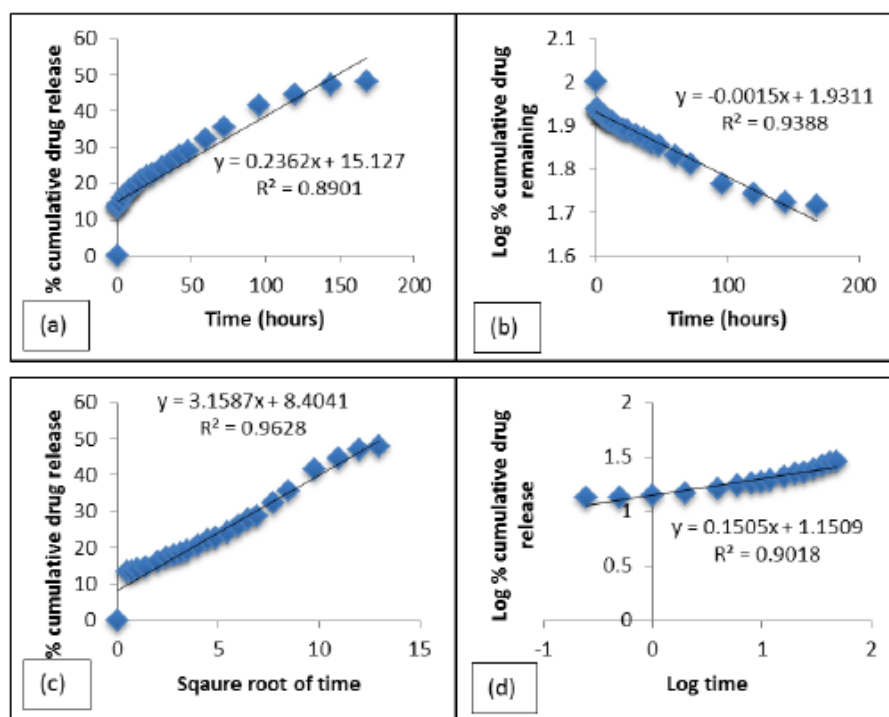 % cumulative drug release
60
50
40
30
20
10
0
y = 0.2362x + 15.127
R² = 0.8901
0 50 100 150 200
Time (hours)
(a)
Log % cumulative drug
remaining
2.1
2
1.9
1.8
1.7
1.6
y = -0.0015x + 1.9311
R² = 0.9388
0 100 200
Time (hours)
(b)
% cumulative drug release
60
50
40
30
20
10
0
y = 3.1587x + 8.4041
R² = 0.9628
0 5 10 15
Sqaure root of time
(c)
Log % cumulative drug
release
2
1.5
1
0.5
0
y = 0.1505x + 1.1509
R² = 0.9018
-1 0 1 2
Log time
(d)